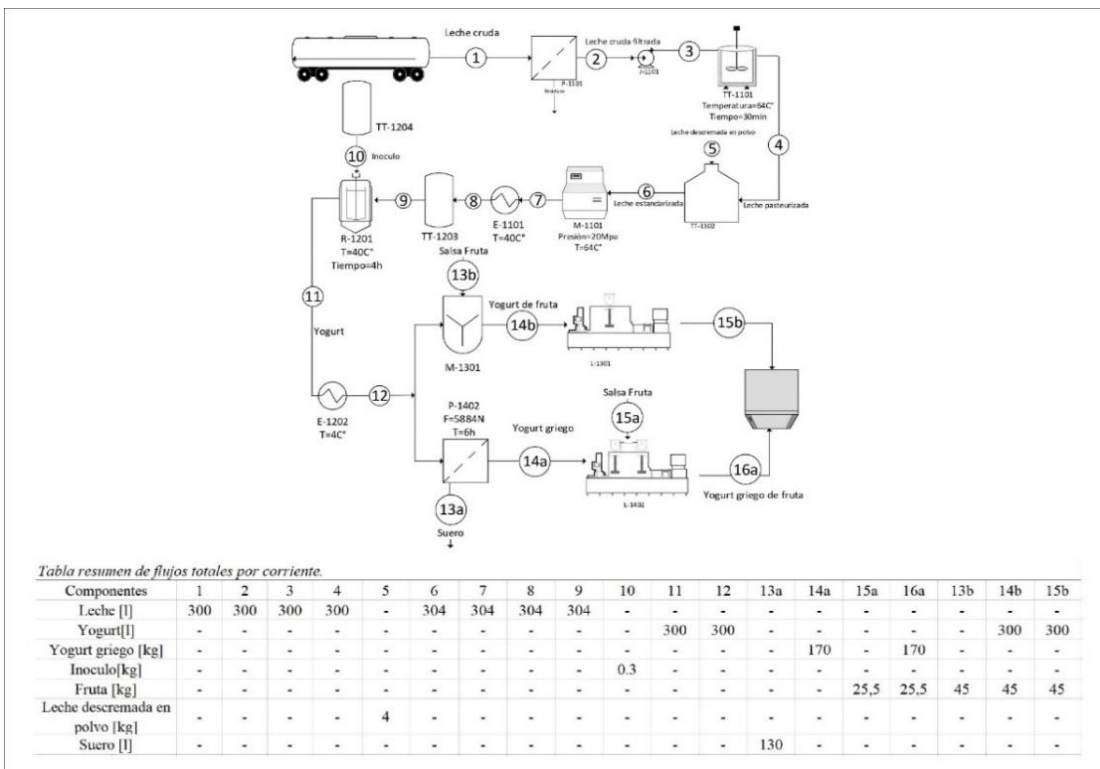 Leche cruda
1
Leche cruda filtrada
2
3
P-1101
TT-1101
Temperatura=64C°
Tiempo=30min
TT-1204
10
Inoculo
Leche descremada en polvo
5
4
9
8
7
6
Leche estandarizada
Leche pasteurizada
R-1201
T=40C°
Tiempo=4h
TT-1203
E-1101
T=40C°
M-1101
Presión=20Mpa
T=64C°
TT-1102
Salsa Fruta
13b
11
Yogurt
Yogurt de fruta
14b
15b
M-1301
L-1301
E-1202
T=4C°
12
P-1402
F=5884N
T=6h
Yogurt griego
14a
Salsa Fruta
15a
16a
L-1402
Yogurt griego de fruta
13a
Suero
Tabla resumen de flujos totales por corriente.
Componentes 1 2 3 4 5 6 7 8 9 10 11 12 13a 14a 15a 16a 13b 14b 15b
Leche [l] 300 300 300 300 - 304 304 304 304 - - - - - - - - - -
Yogurt[l] - - - - - - - - - - 300 300 - - - - - 300 300
Yogurt griego [kg] - - - - - - - - - - - - - 170 - 170 - - -
Inoculo[kg] - - - - - - - - - 0.3 - - - - - - - - -
Fruta [kg] - - - - - - - - - - - - - - 25,5 25,5 45 45 45
Leche descremada en
polvo [kg] - - - - 4 - - - - - - - - - - - - - -
Suero [l] - - - - - - - - - - - - 130 - - - - - -